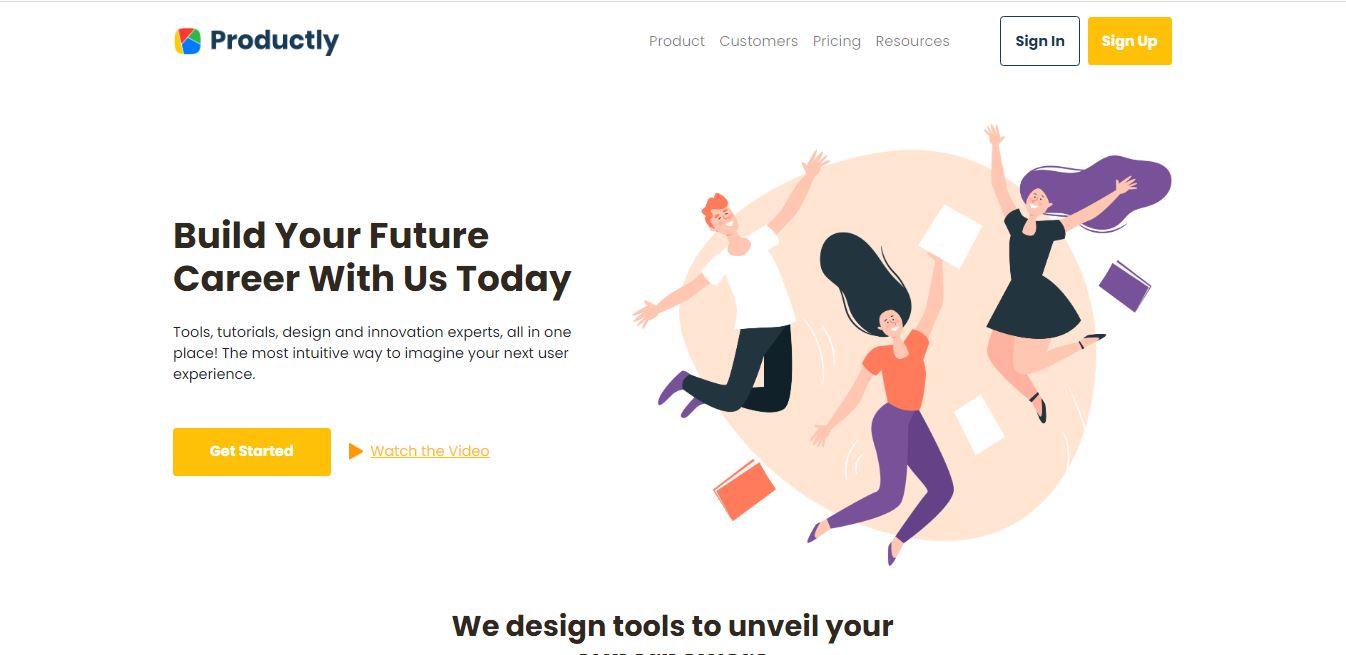 Productly
Product Customers Pricing Resources Sign In Sign Up
Build Your Future
Career With Us Today
Tools, tutorials, design and innovation experts, all in one
place! The most intuitive way to imagine your next user
experience.
Get Started Watch the Video
We design tools to unveil your